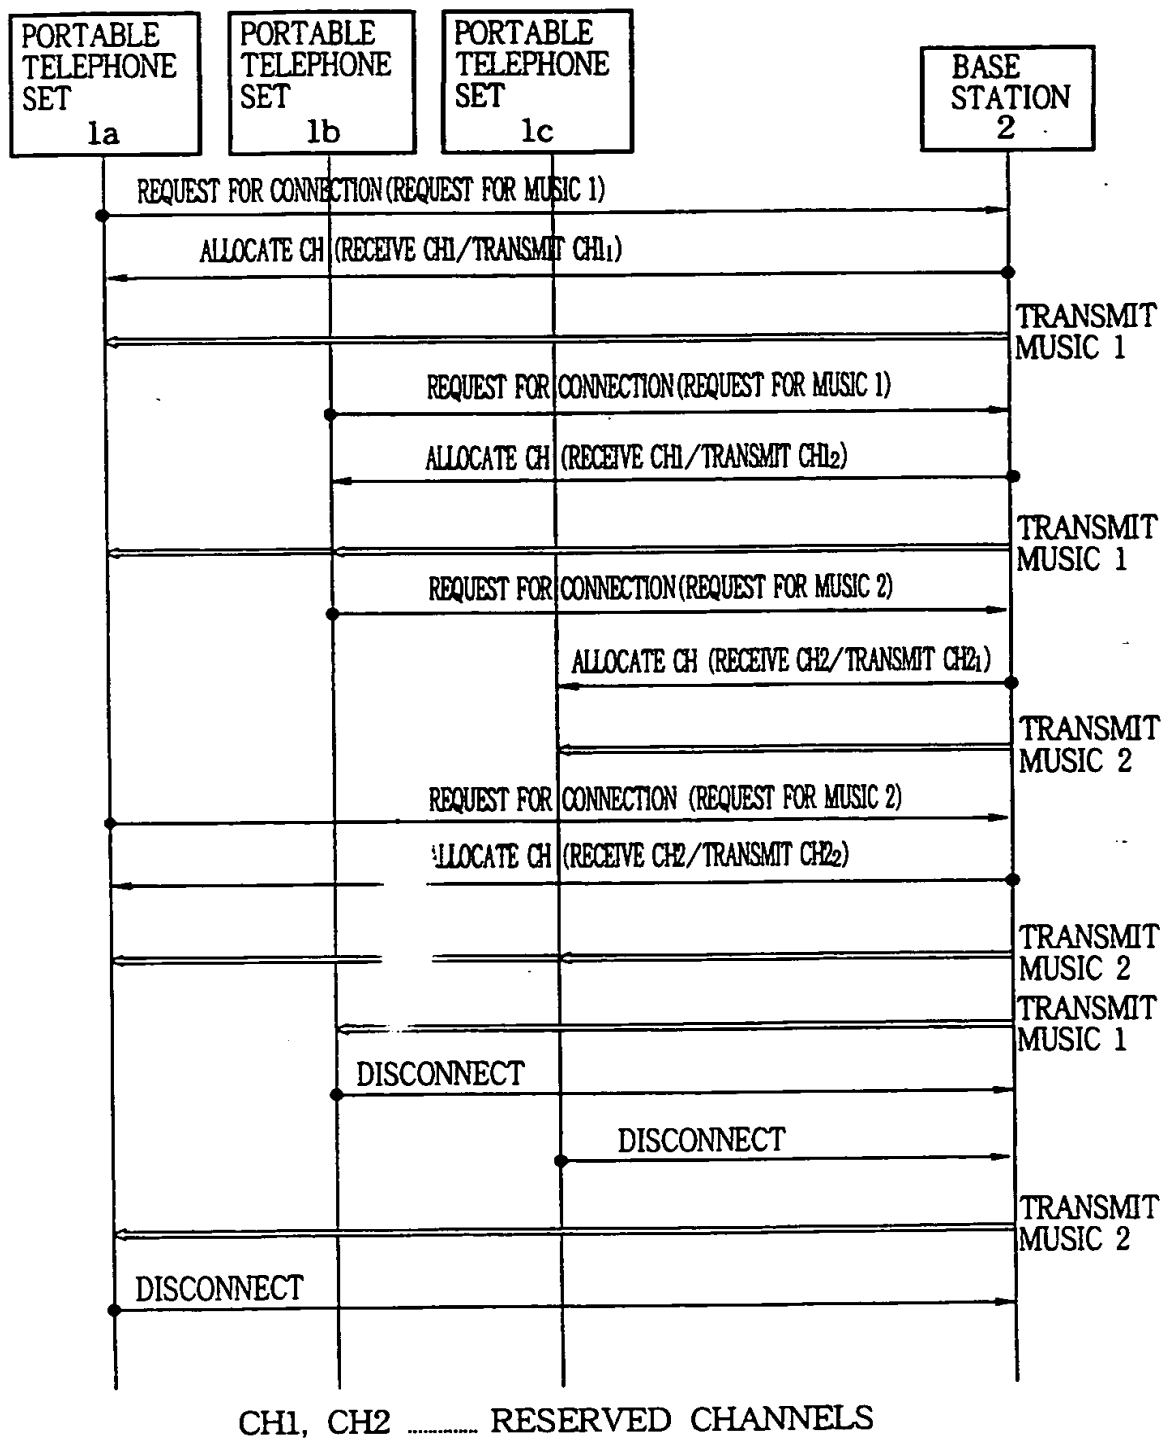 PORTABLE
TELEPHONE
SET
1a
PORTABLE
TELEPHONE
SET
1b
PORTABLE
TELEPHONE
SET
1c
BASE
STATION
2
REQUEST FOR CONNECTION (REQUEST FOR MUSIC 1)
ALLOCATE CH (RECEIVE CH1/TRANSMIT CH1₁)
TRANSMIT
MUSIC 1
REQUEST FOR CONNECTION (REQUEST FOR MUSIC 1)
ALLOCATE CH (RECEIVE CH1/TRANSMIT CH1₂)
TRANSMIT
MUSIC 1
REQUEST FOR CONNECTION (REQUEST FOR MUSIC 2)
ALLOCATE CH (RECEIVE CH2/TRANSMIT CH2₁)
TRANSMIT
MUSIC 2
REQUEST FOR CONNECTION (REQUEST FOR MUSIC 2)
ALLOCATE CH (RECEIVE CH2/TRANSMIT CH2₂)
TRANSMIT
MUSIC 2
TRANSMIT
MUSIC 1
DISCONNECT
DISCONNECT
TRANSMIT
MUSIC 2
DISCONNECT
CH1, CH2 ............ RESERVED CHANNELS